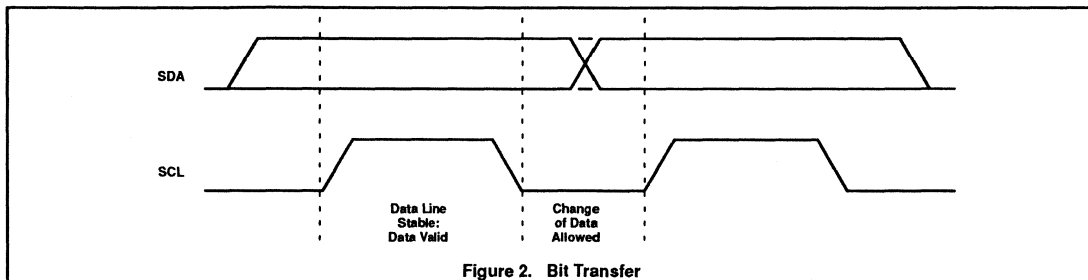 SDA
SCL
Data Line
Stable:
Data Valid
Change
of Data
Allowed
Figure 2. Bit Transfer